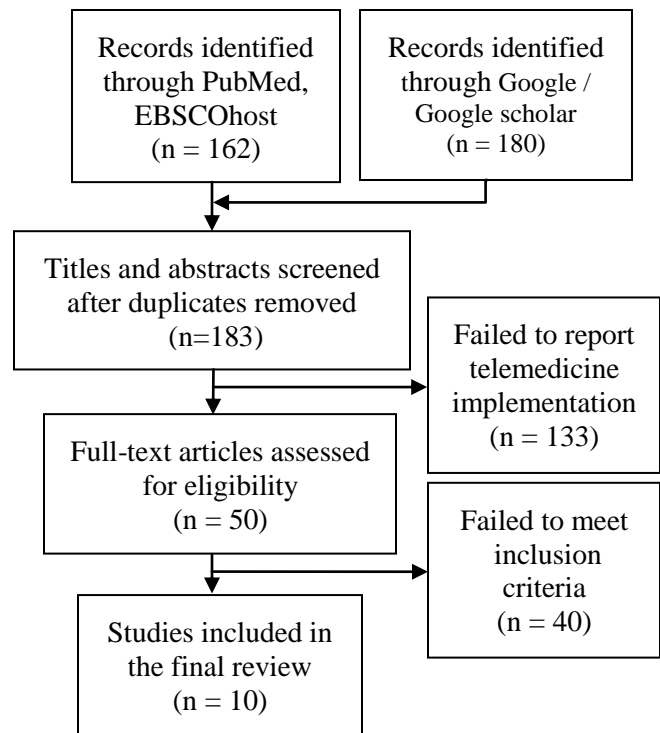 Records identified
through PubMed,
EBSCOhost
(n = 162)
Records identified
through Google /
Google scholar
(n = 180)
Titles and abstracts screened
after duplicates removed
(n=183)
Failed to report
telemedicine
implementation
(n = 133)
Full-text articles assessed
for eligibility
(n = 50)
Failed to meet
inclusion
criteria
(n = 40)
Studies included in
the final review
(n = 10)